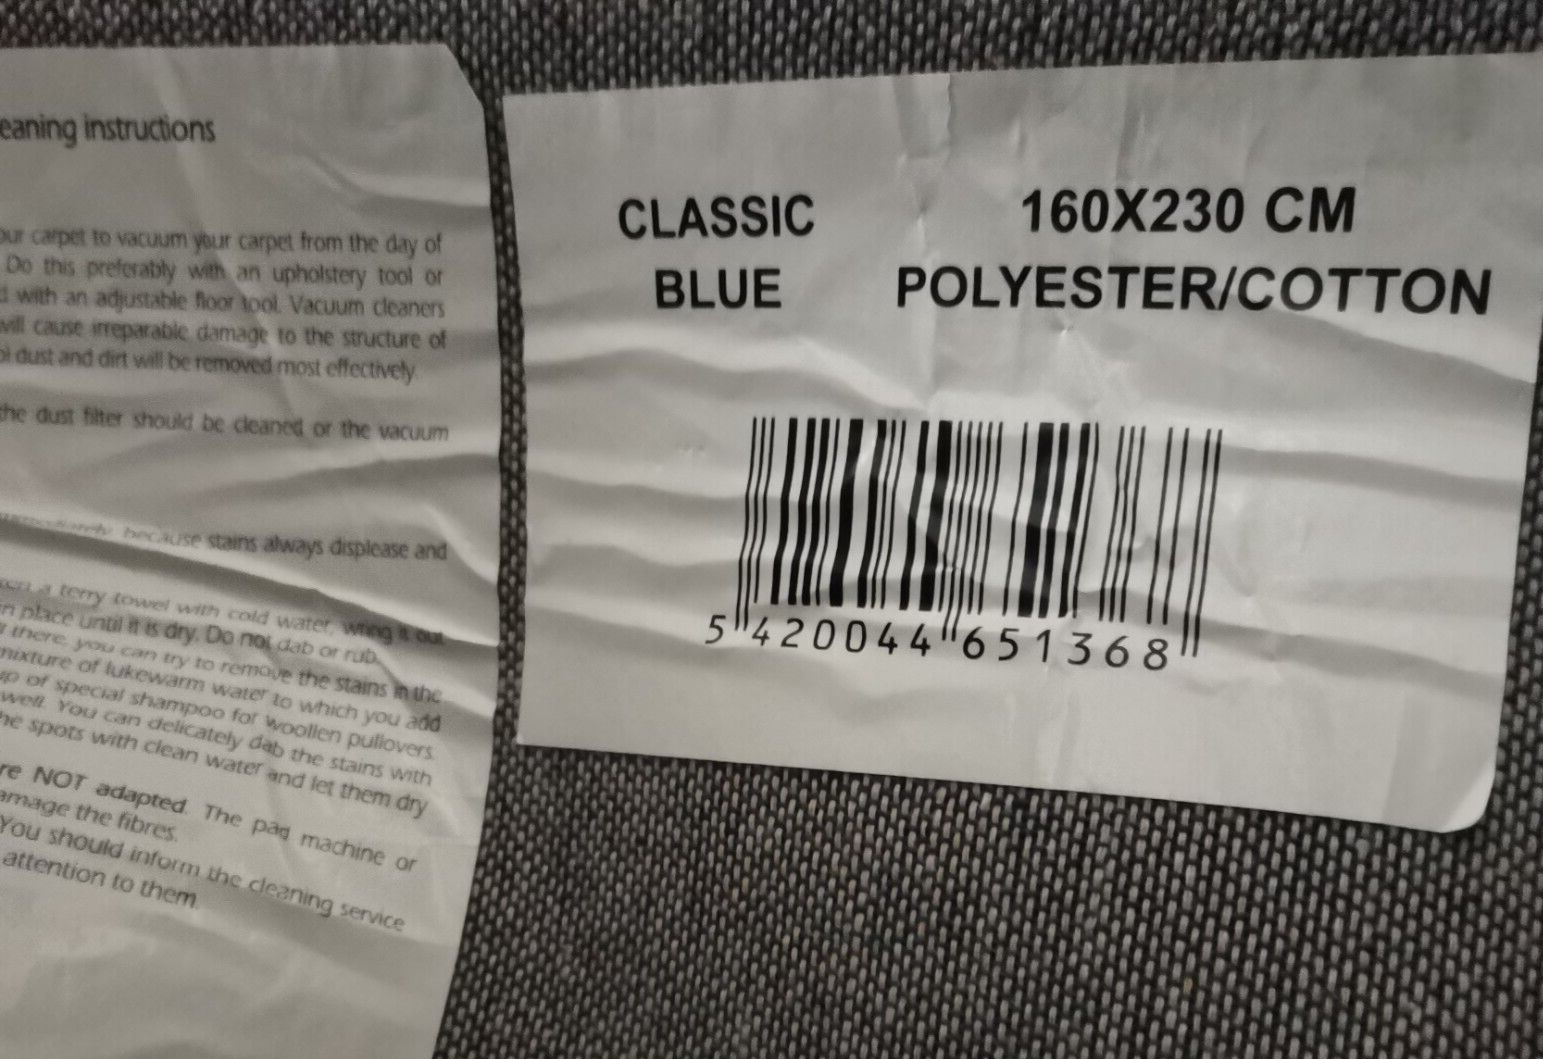 eaning instructions
our carpet to vacuum your carpet from the day of
Do this preferably with an upholstery tool or
d with an adjustable floor tool. Vacuum cleaners
will cause irreparable damage to the structure of
ol dust and dirt will be removed most effectively.
the dust filter should be cleaned or the vacuum
immediately because stains always displease and
a terry towel with cold water, wring it out
in place until it is dry. Do not dab or rub.
there, you can try to remove the stains in the
mixture of lukewarm water to which you add
up of special shampoo for woollen pullovers.
well. You can delicately dab the stains with
he spots with clean water and let them dry
re NOT adapted. The pad machine or
amage the fibres.
You should inform the cleaning service
attention to them.
CLASSIC
BLUE
160X230 CM
POLYESTER/COTTON
5 420044 651368